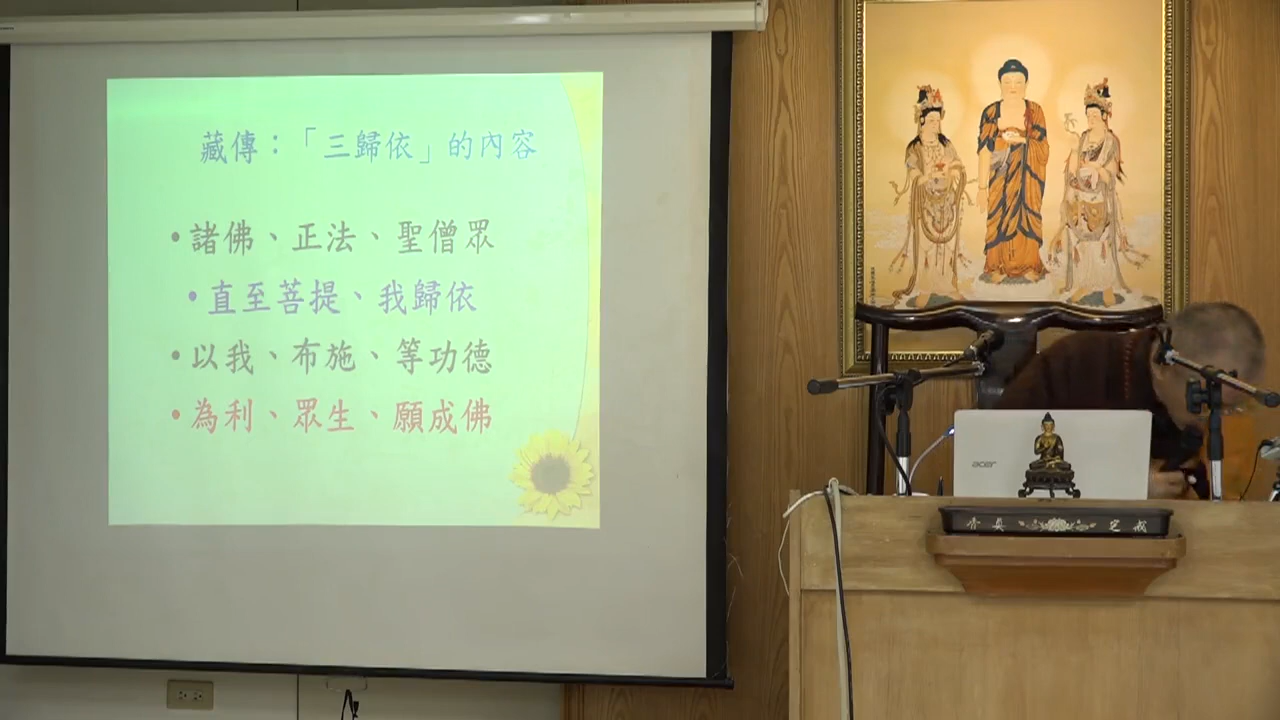 藏傳：「三歸依」的內容
•諸佛、正法、聖僧眾
•直至菩提、我歸依
•以我、布施、等功德
•為利、眾生、願成佛
acer